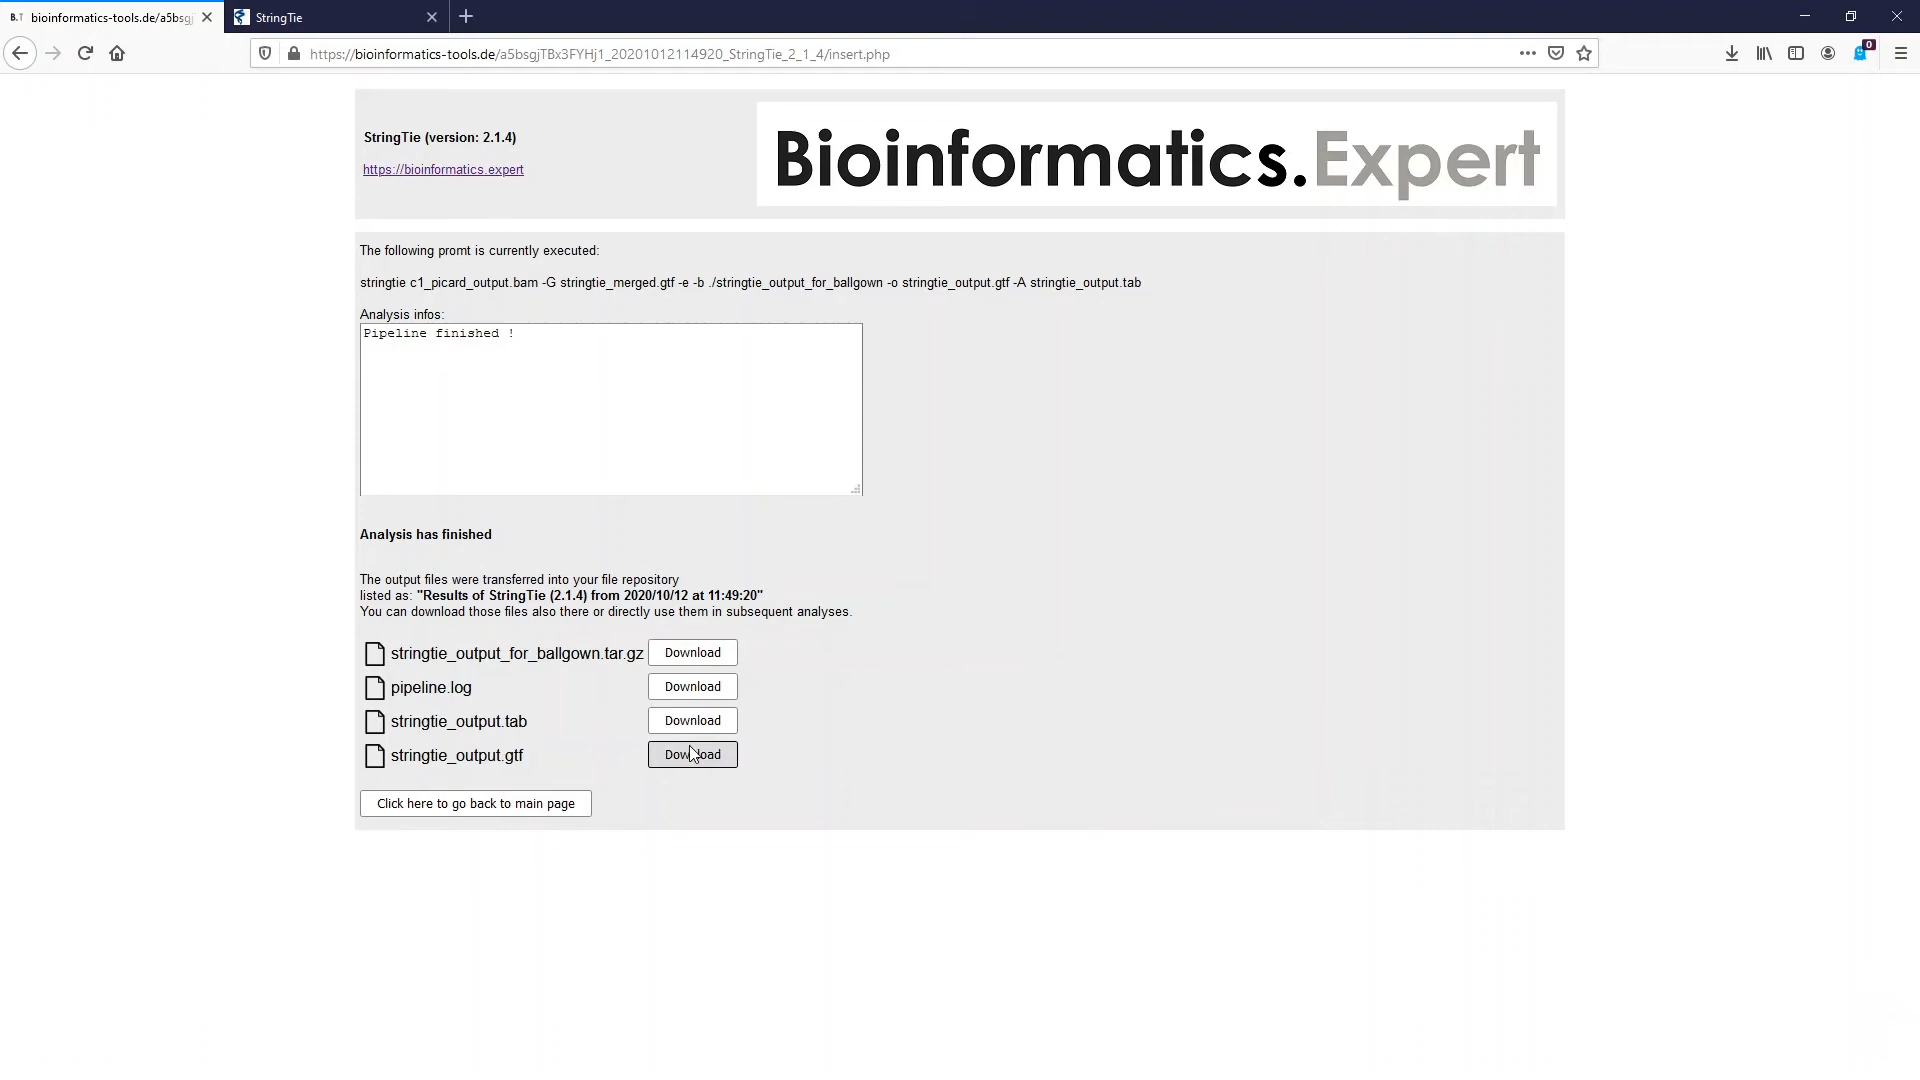 B.T bioinformatics-tools.de/a5bsgj
StringTie
https://bioinformatics-tools.de/a5bsgjTBx3FYHj1_20201012114920_StringTie_2_1_4/insert.php
0
StringTie (version: 2.1.4)
https://bioinformatics.expert
Bioinformatics.Expert
The following promt is currently executed:
stringtie c1_picard_output.bam -G stringtie_merged.gtf -e -b ./stringtie_output_for_ballgown -o stringtie_output.gtf -A stringtie_output.tab
Analysis infos:
Pipeline finished !
Analysis has finished
The output files were transferred into your file repository
listed as: "Results of StringTie (2.1.4) from 2020/10/12 at 11:49:20"
You can download those files also there or directly use them in subsequent analyses.
stringtie_output_for_ballgown.tar.gz Download
pipeline.log Download
stringtie_output.tab Download
stringtie_output.gtf Download
Click here to go back to main page